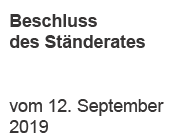 Beschluss
des Ständerates
vom 12. September
2019